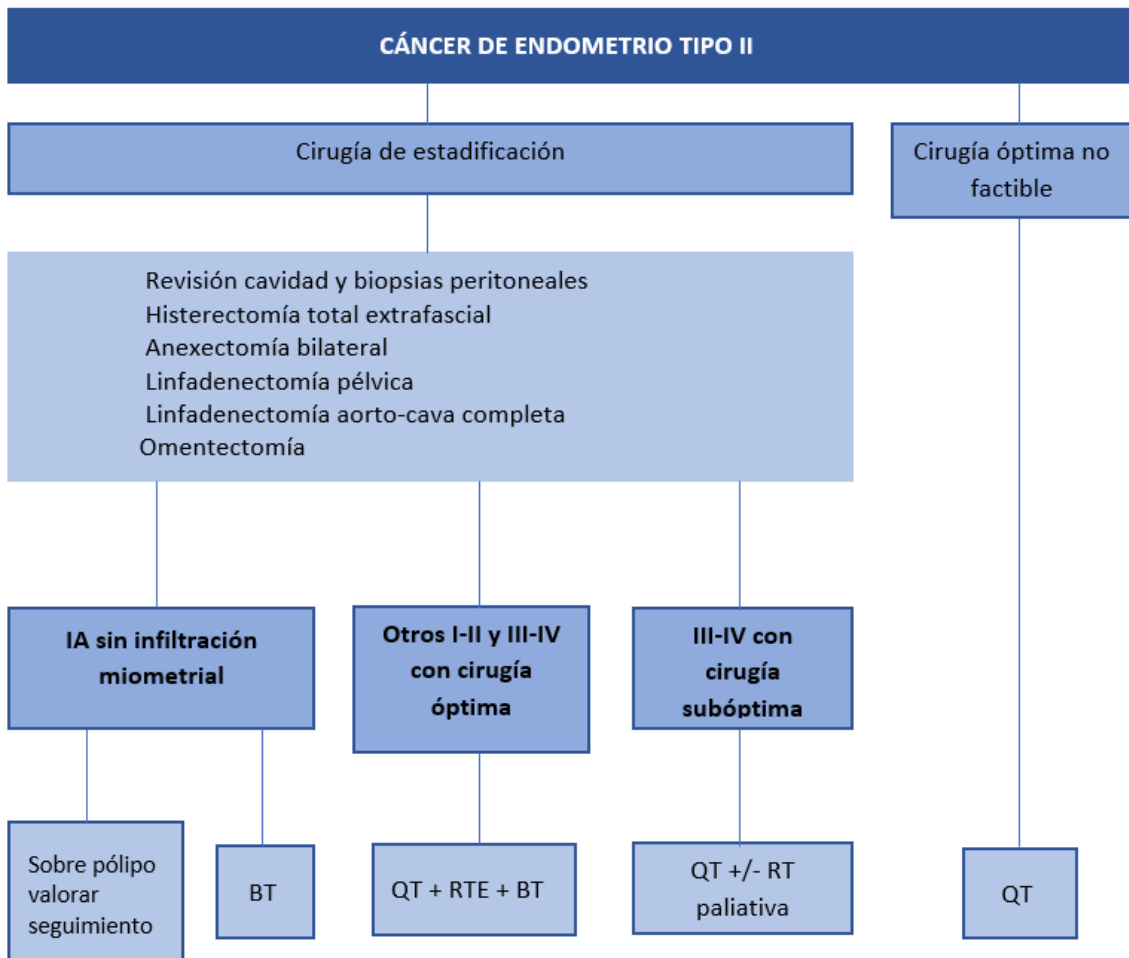 CÁNCER DE ENDOMETRIO TIPO II
Cirugía de estadificación
Cirugía óptima no
factible
Revisión cavidad y biopsias peritoneales
Histerectomía total extrafascial
Anexectomía bilateral
Linfadenectomía pélvica
Linfadenectomía aorto-cava completa
Omentectomía
IA sin infiltración
miometrial
Otros I-II y III-IV
con cirugía
óptima
III-IV con
cirugía
subóptima
Sobre pólipo
valorar
seguimiento
BT
QT + RTE + BT
QT +/- RT
paliativa
QT